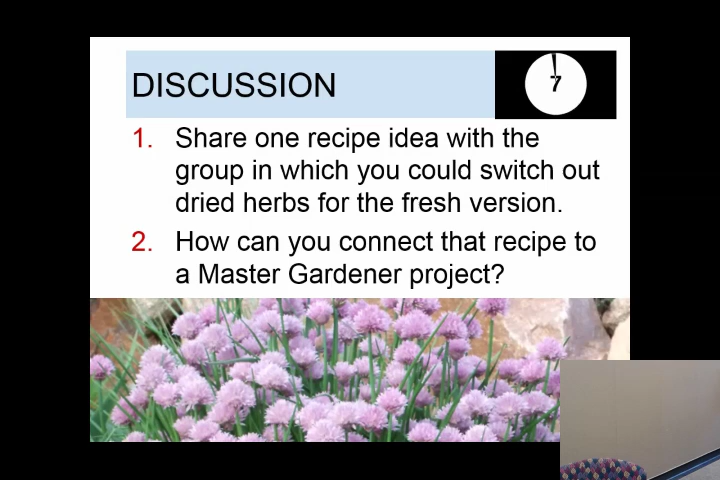 DISCUSSION
7
1. Share one recipe idea with the
group in which you could switch out
dried herbs for the fresh version.
2. How can you connect that recipe to
a Master Gardener project?